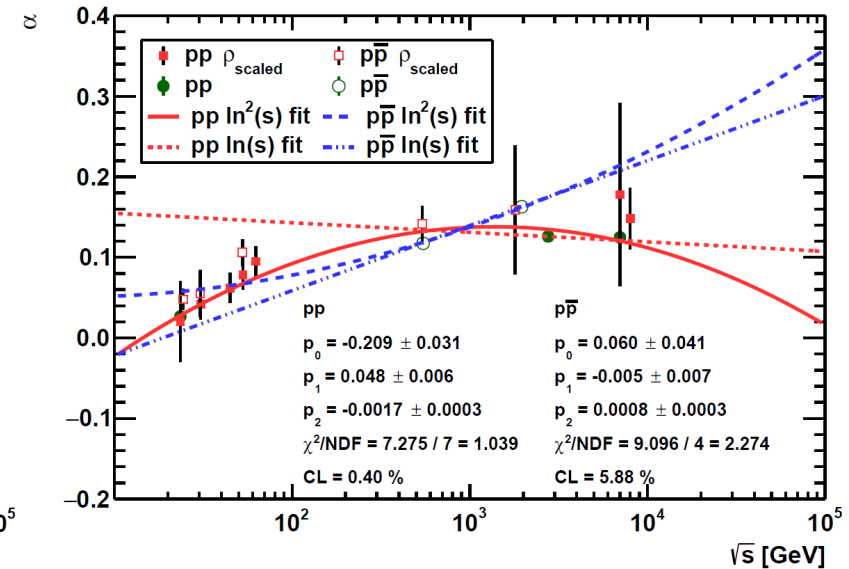 α
0.4
0.3
0.2
0.1
0.0
−0.1
−0.2
pp ρ_scaled
pp̅ ρ_scaled
pp
pp̅
pp ln²(s) fit
pp̅ ln²(s) fit
pp ln(s) fit
pp̅ ln(s) fit
pp
p₀ = -0.209 ± 0.031
p₁ = 0.048 ± 0.006
p₂ = -0.0017 ± 0.0003
χ²/NDF = 7.275 / 7 = 1.039
CL = 0.40 %
pp̅
p₀ = 0.060 ± 0.041
p₁ = -0.005 ± 0.007
p₂ = 0.0008 ± 0.0003
χ²/NDF = 9.096 / 4 = 2.274
CL = 5.88 %
10² 10³ 10⁴ 10⁵
√s [GeV]